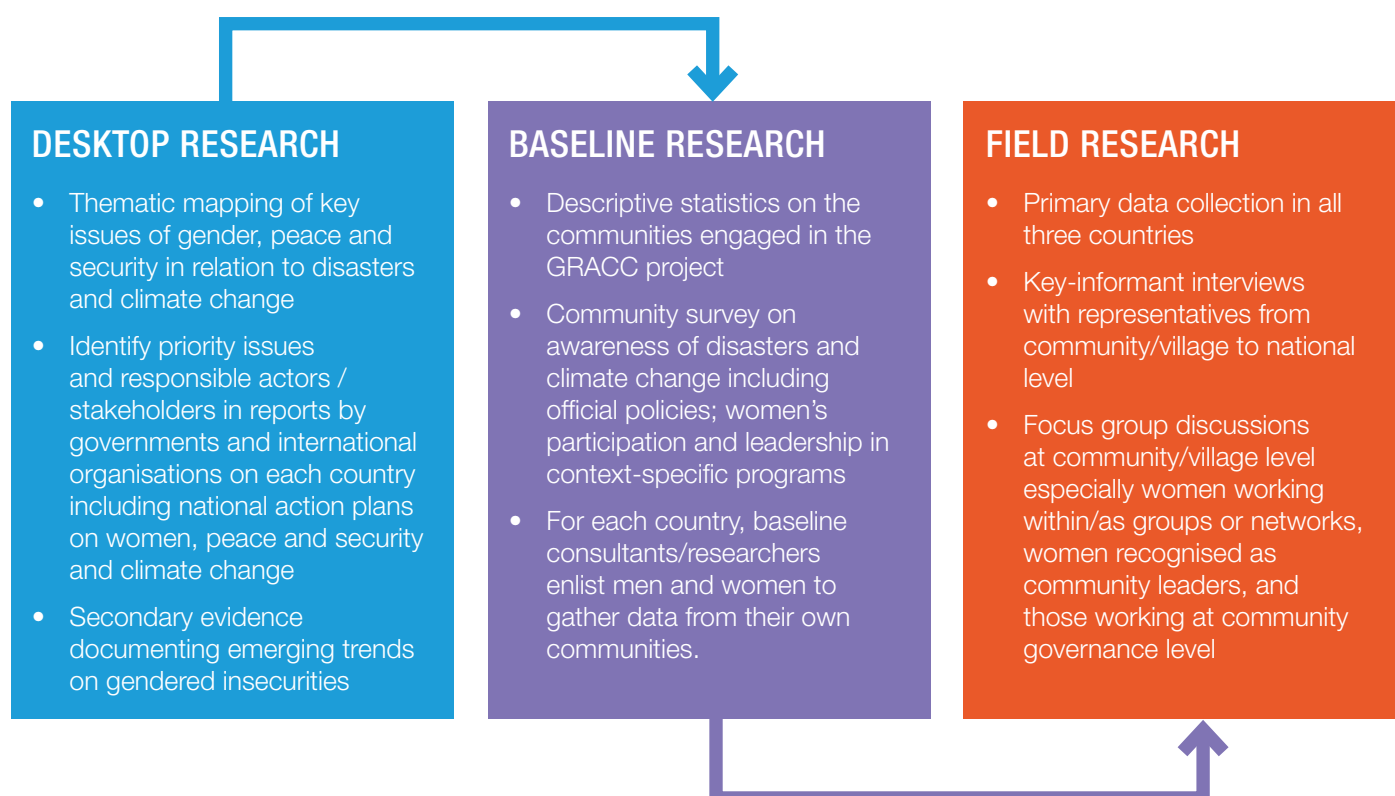 DESKTOP RESEARCH
• Thematic mapping of key
issues of gender, peace and
security in relation to disasters
and climate change
• Identify priority issues
and responsible actors /
stakeholders in reports by
governments and international
organisations on each country
including national action plans
on women, peace and security
and climate change
• Secondary evidence
documenting emerging trends
on gendered insecurities
BASELINE RESEARCH
• Descriptive statistics on the
communities engaged in the
GRACC project
• Community survey on
awareness of disasters and
climate change including
official policies; women's
participation and leadership in
context-specific programs
• For each country, baseline
consultants/researchers
enlist men and women to
gather data from their own
communities.
FIELD RESEARCH
• Primary data collection in all
three countries
• Key-informant interviews
with representatives from
community/village to national
level
• Focus group discussions
at community/village level
especially women working
within/as groups or networks,
women recognised as
community leaders, and
those working at community
governance level